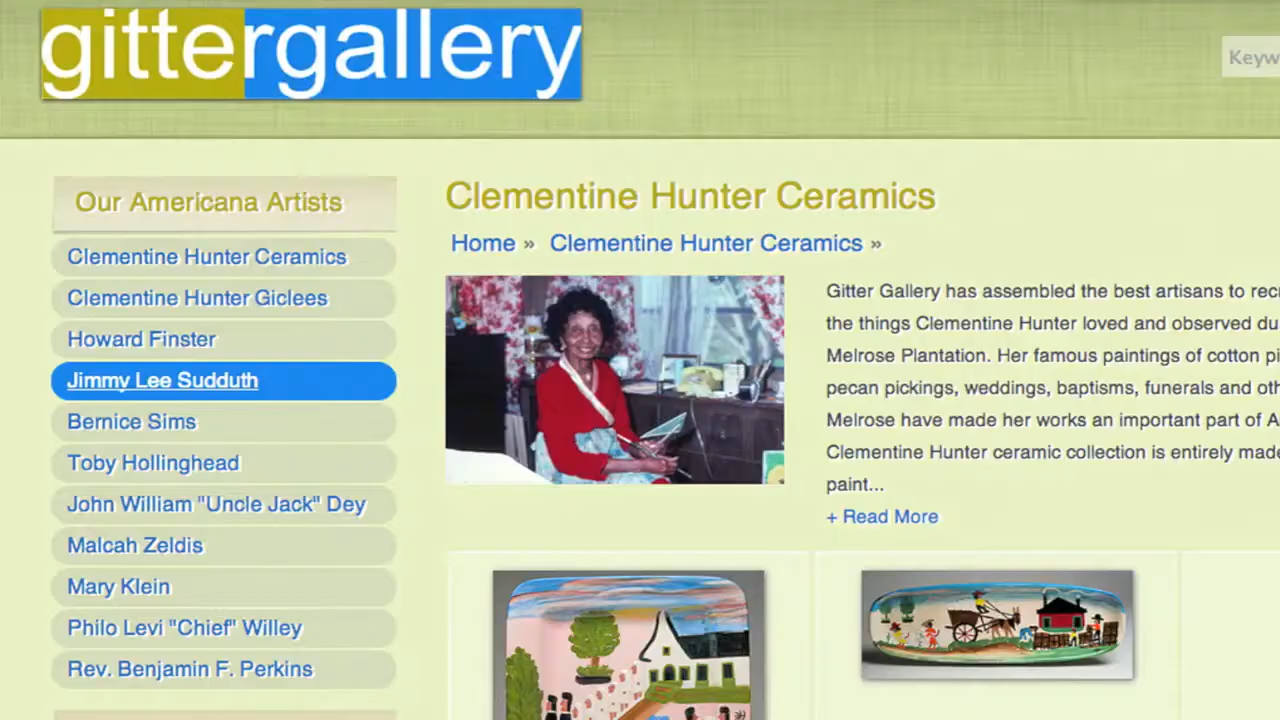 gittergallery
Keyw
Our Americana Artists
Clementine Hunter Ceramics
Clementine Hunter Giclees
Howard Finster
Jimmy Lee Sudduth
Bernice Sims
Toby Hollinghead
John William "Uncle Jack" Dey
Malcah Zeldis
Mary Klein
Philo Levi "Chief" Willey
Rev. Benjamin F. Perkins
Clementine Hunter Ceramics
Home » Clementine Hunter Ceramics »
Gitter Gallery has assembled the best artisans to recr
the things Clementine Hunter loved and observed du
Melrose Plantation. Her famous paintings of cotton pi
pecan pickings, weddings, baptisms, funerals and oth
Melrose have made her works an important part of A
Clementine Hunter ceramic collection is entirely made
paint...
+ Read More